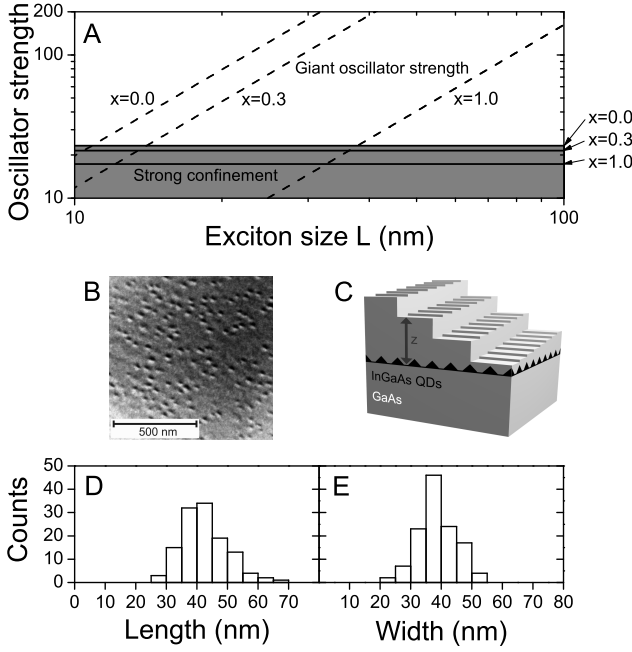 200
A
100
Giant oscillator strength
x=0.0
x=0.3
x=1.0
x=0.0
x=0.3
x=1.0
Strong confinement
10
10
100
Oscillator strength
Exciton size L (nm)
B
500 nm
C
z
InGaAs QDs
GaAs
50
40
30
20
10
0
D
E
Counts
0 10 20 30 40 50 60 70
10 20 30 40 50 60 70 80
Length (nm)
Width (nm)